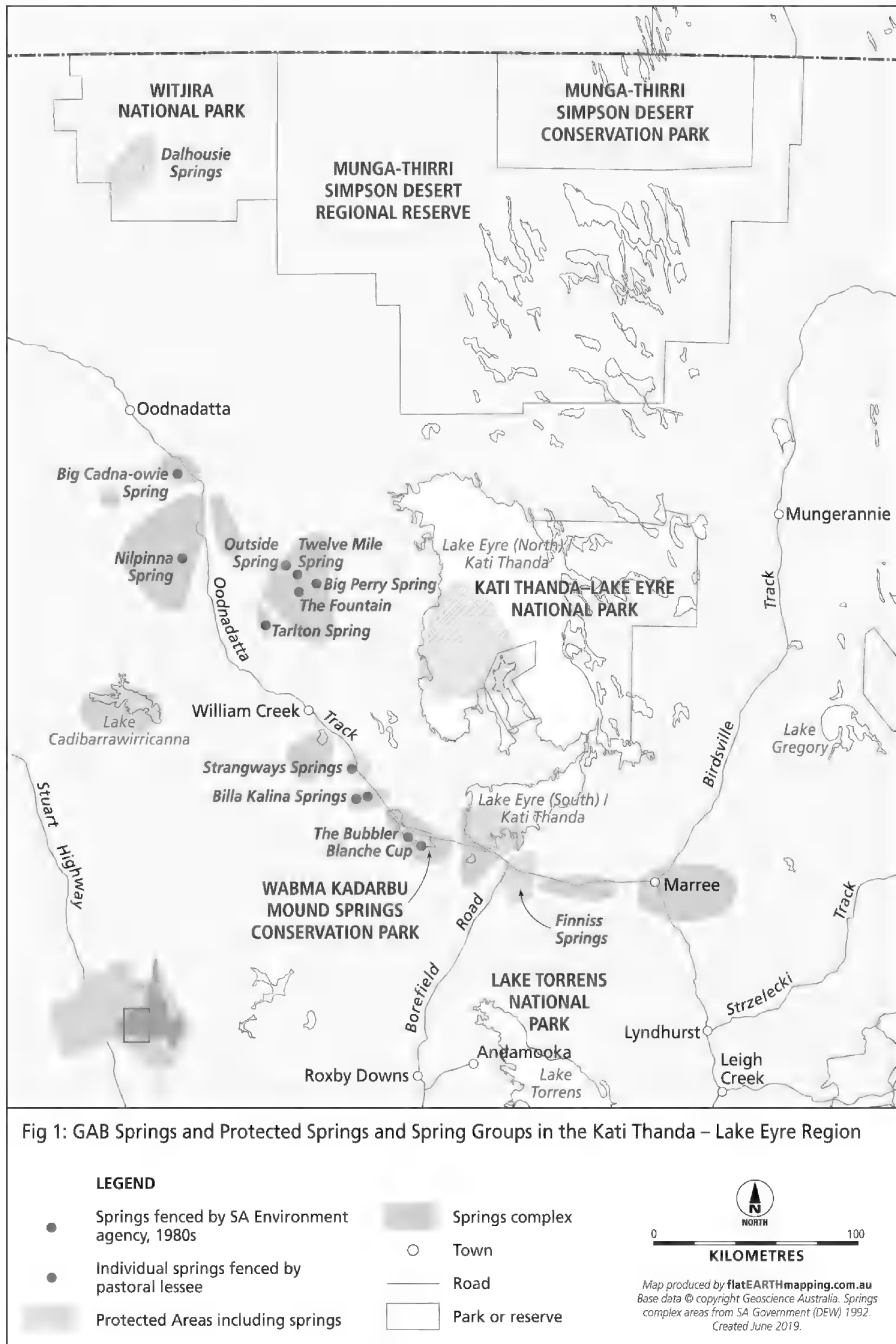 WITJIRA
NATIONAL PARK
Dalhousie
Springs
MUNGA-THIRRI
SIMPSON DESERT
CONSERVATION PARK
MUNGA-THIRRI
SIMPSON DESERT
REGIONAL RESERVE
Oodnadatta
Big Cadna-owie
Spring
Nilpinna
Spring
Oodnadatta
Track
Outside
Spring
Twelve Mile
Spring
Big Perry Spring
The Fountain
Tarlton Spring
Lake Eyre (North) /
Kati Thanda
KATI THANDA–LAKE EYRE
NATIONAL PARK
Mungerannie
Birdsville
Track
William Creek
Lake
Cadibarrawirricanna
Lake
Gregory
Strangways Springs
Billa Kalina Springs
Lake Eyre (South) /
Kati Thanda
The Bubbler
Blanche Cup
Stuart
Highway
WABMA KADARBU
MOUND SPRINGS
CONSERVATION PARK
Marree
Finniss
Springs
Borefield
Road
LAKE TORRENS
NATIONAL
PARK
Strzelecki
Track
Lyndhurst
Andamooka
Roxby Downs
Lake
Torrens
Leigh
Creek
Fig 1: GAB Springs and Protected Springs and Spring Groups in the Kati Thanda – Lake Eyre Region
LEGEND
Springs fenced by SA Environment
agency, 1980s
Individual springs fenced by
pastoral lessee
Protected Areas including springs
Springs complex
Town
Road
Park or reserve
N
NORTH
0 100
KILOMETRES
Map produced by flatEARTHmapping.com.au
Base data © copyright Geoscience Australia. Springs
complex areas from SA Government (DEW) 1992.
Created June 2019.